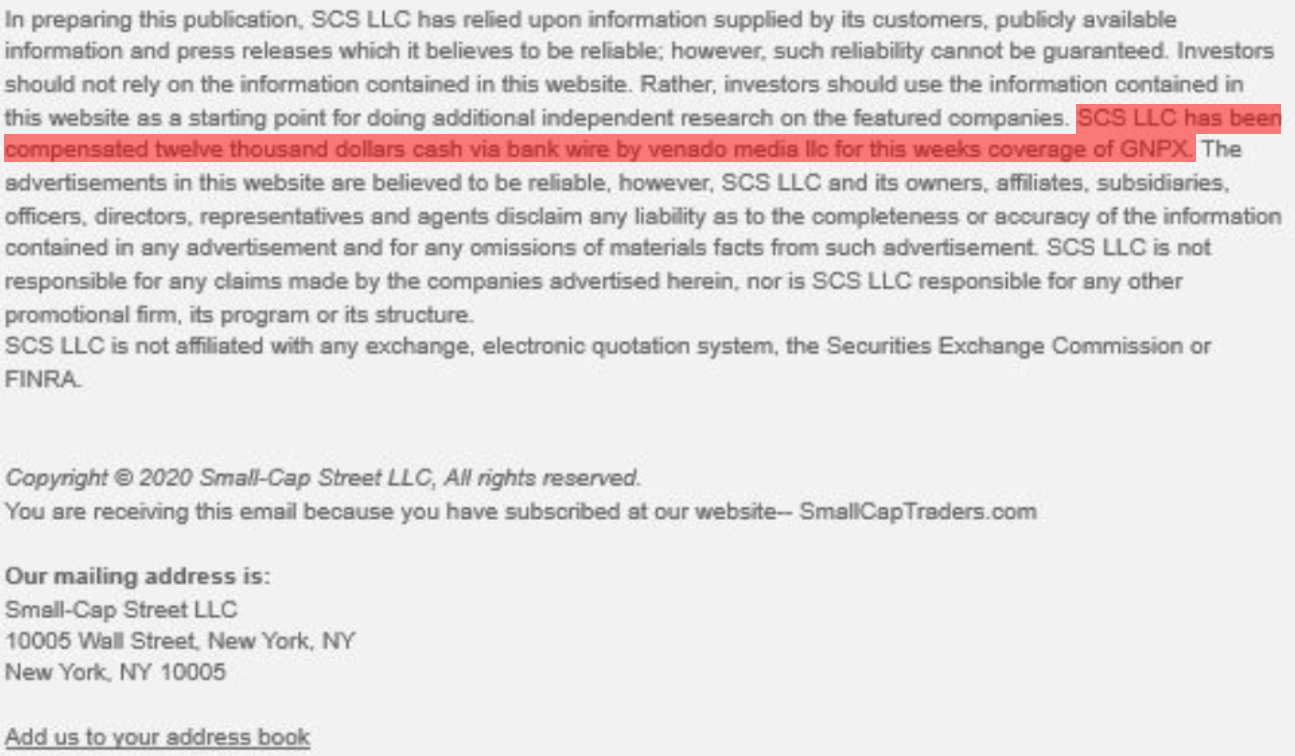 In preparing this publication, SCS LLC has relied upon information supplied by its customers, publicly available
information and press releases which it believes to be reliable; however, such reliability cannot be guaranteed. Investors
should not rely on the information contained in this website. Rather, investors should use the information contained in
this website as a starting point for doing additional independent research on the featured companies. SCS LLC has been
compensated twelve thousand dollars cash via bank wire by venado media llc for this weeks coverage of GNPX. The
advertisements in this website are believed to be reliable, however, SCS LLC and its owners, affiliates, subsidiaries,
officers, directors, representatives and agents disclaim any liability as to the completeness or accuracy of the information
contained in any advertisement and for any omissions of materials facts from such advertisement. SCS LLC is not
responsible for any claims made by the companies advertised herein, nor is SCS LLC responsible for any other
promotional firm, its program or its structure.
SCS LLC is not affiliated with any exchange, electronic quotation system, the Securities Exchange Commission or
FINRA.
Copyright © 2020 Small-Cap Street LLC, All rights reserved.
You are receiving this email because you have subscribed at our website-- SmallCapTraders.com
Our mailing address is:
Small-Cap Street LLC
10005 Wall Street, New York, NY
New York, NY 10005
Add us to your address book